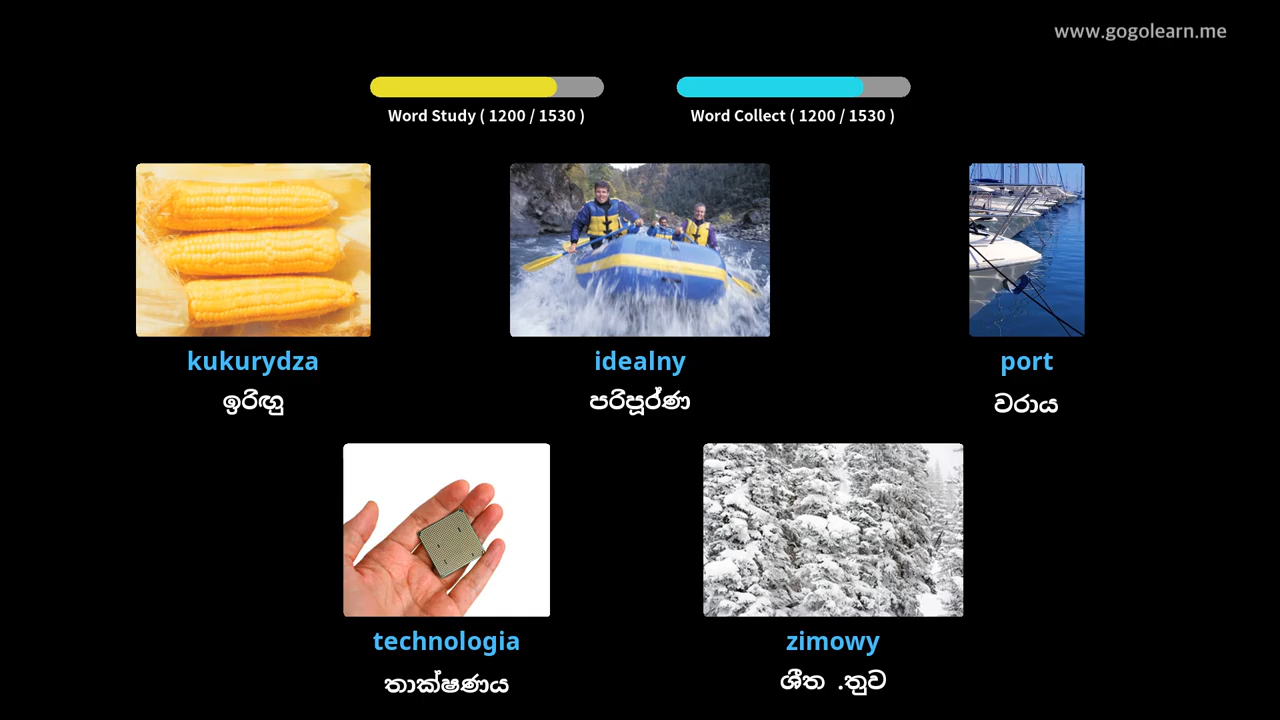 www.gogolearn.me
Word Study ( 1200 / 1530 )
Word Collect ( 1200 / 1530 )
kukurydza
ඉරිඟු
idealny
පරිපූර්ණ
port
වරාය
technologia
තාක්ෂණය
zimowy
ශීත .තුව